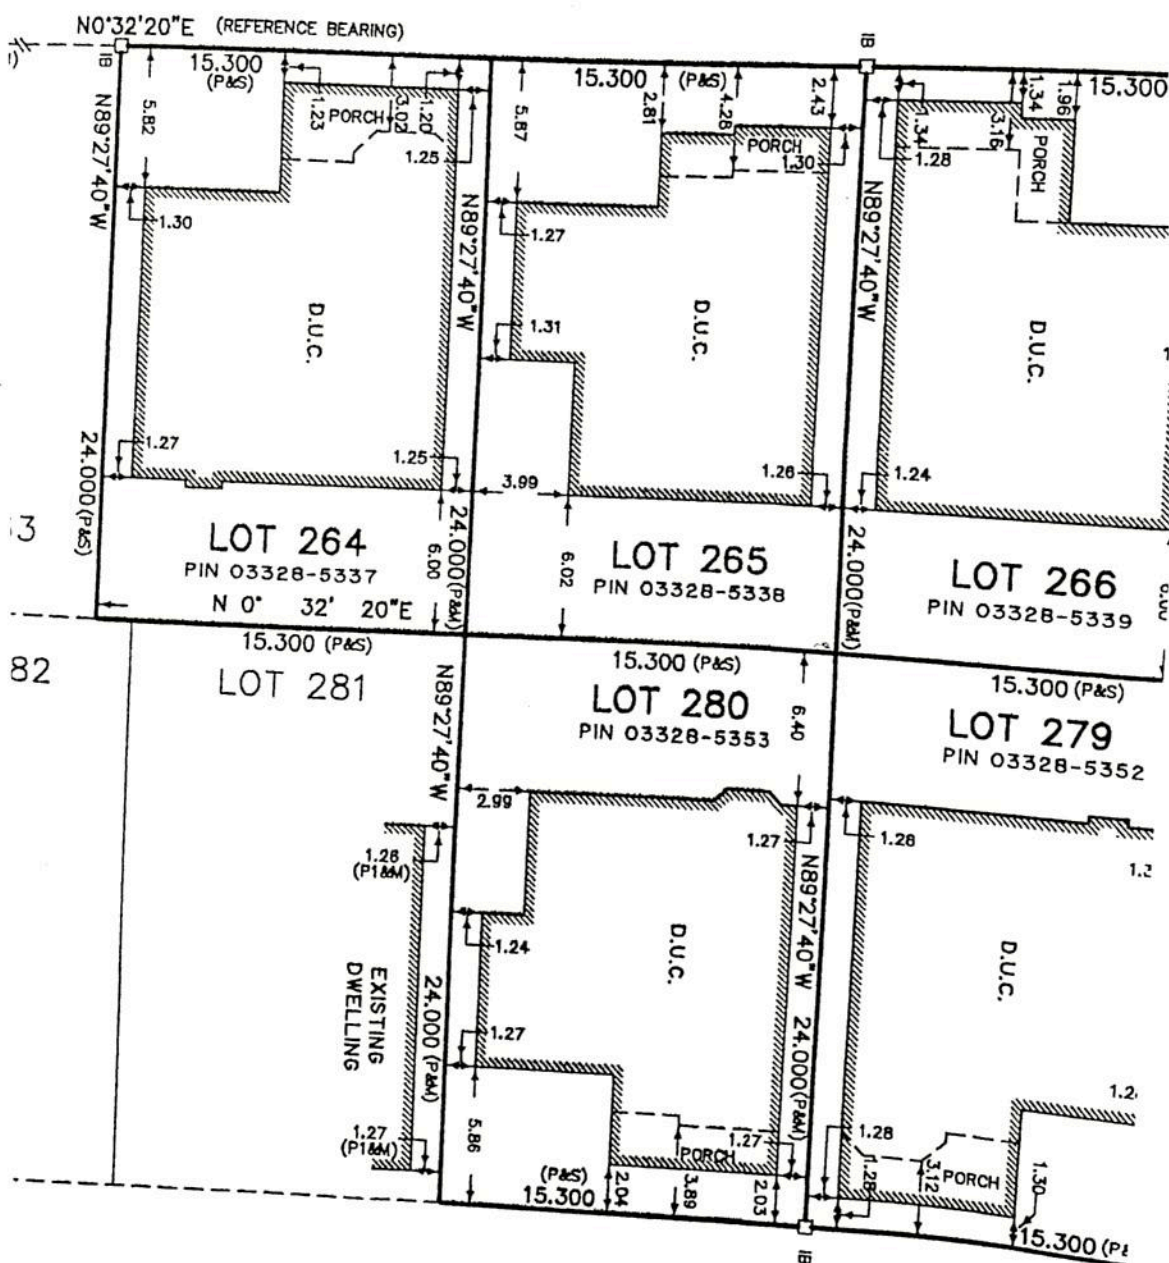 N0°32'20"E (REFERENCE BEARING)
IB
15.300
(P&S)
5.82
1.23
3.02
1.20
PORCH
1.25
N89°27'40"W
1.30
D.U.C.
1.27
1.25
24.000 (P&S)
LOT 264
PIN 03328-5337
N 0° 32' 20"E
6.00
15.300 (P&S)
N89°27'40"W
24.000 (P&M)
15.300 (P&S)
5.87
2.81
4.28
2.43
PORCH
1.30
1.27
1.31
D.U.C.
3.99
1.26
LOT 265
PIN 03328-5338
6.02
15.300 (P&S)
IB
N89°27'40"W
24.000 (P&M)
1.34
3.16
1.34
1.96
15.300
1.28
PORCH
D.U.C.
1.24
LOT 266
PIN 03328-5339
6.00
15.300 (P&S)
82
LOT 281
N89°27'40"W
1.26
(P1&M)
EXISTING
DWELLING
1.27
(P1&M)
24.000 (P&M)
LOT 280
PIN 03328-5353
6.40
2.99
1.27
1.24
D.U.C.
1.27
5.86
PORCH
1.27
(P&S)
15.300
2.04
3.89
2.03
N89°27'40"W
24.000 (P&M)
IB
LOT 279
PIN 03328-5352
1.28
D.U.C.
1.28
1.28
3.12
PORCH
1.30
15.300